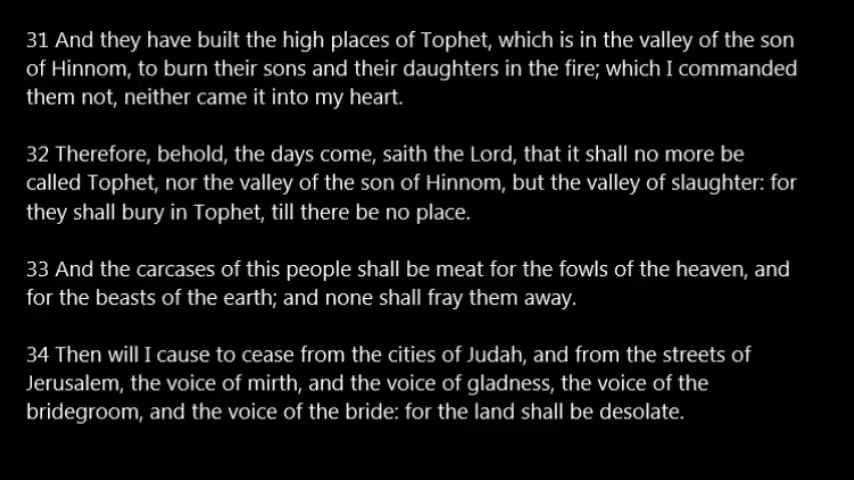 31 And they have built the high places of Tophet, which is in the valley of the son
of Hinnom, to burn their sons and their daughters in the fire; which I commanded
them not, neither came it into my heart.
32 Therefore, behold, the days come, saith the Lord, that it shall no more be
called Tophet, nor the valley of the son of Hinnom, but the valley of slaughter: for
they shall bury in Tophet, till there be no place.
33 And the carcases of this people shall be meat for the fowls of the heaven, and
for the beasts of the earth; and none shall fray them away.
34 Then will I cause to cease from the cities of Judah, and from the streets of
Jerusalem, the voice of mirth, and the voice of gladness, the voice of the
bridegroom, and the voice of the bride: for the land shall be desolate.